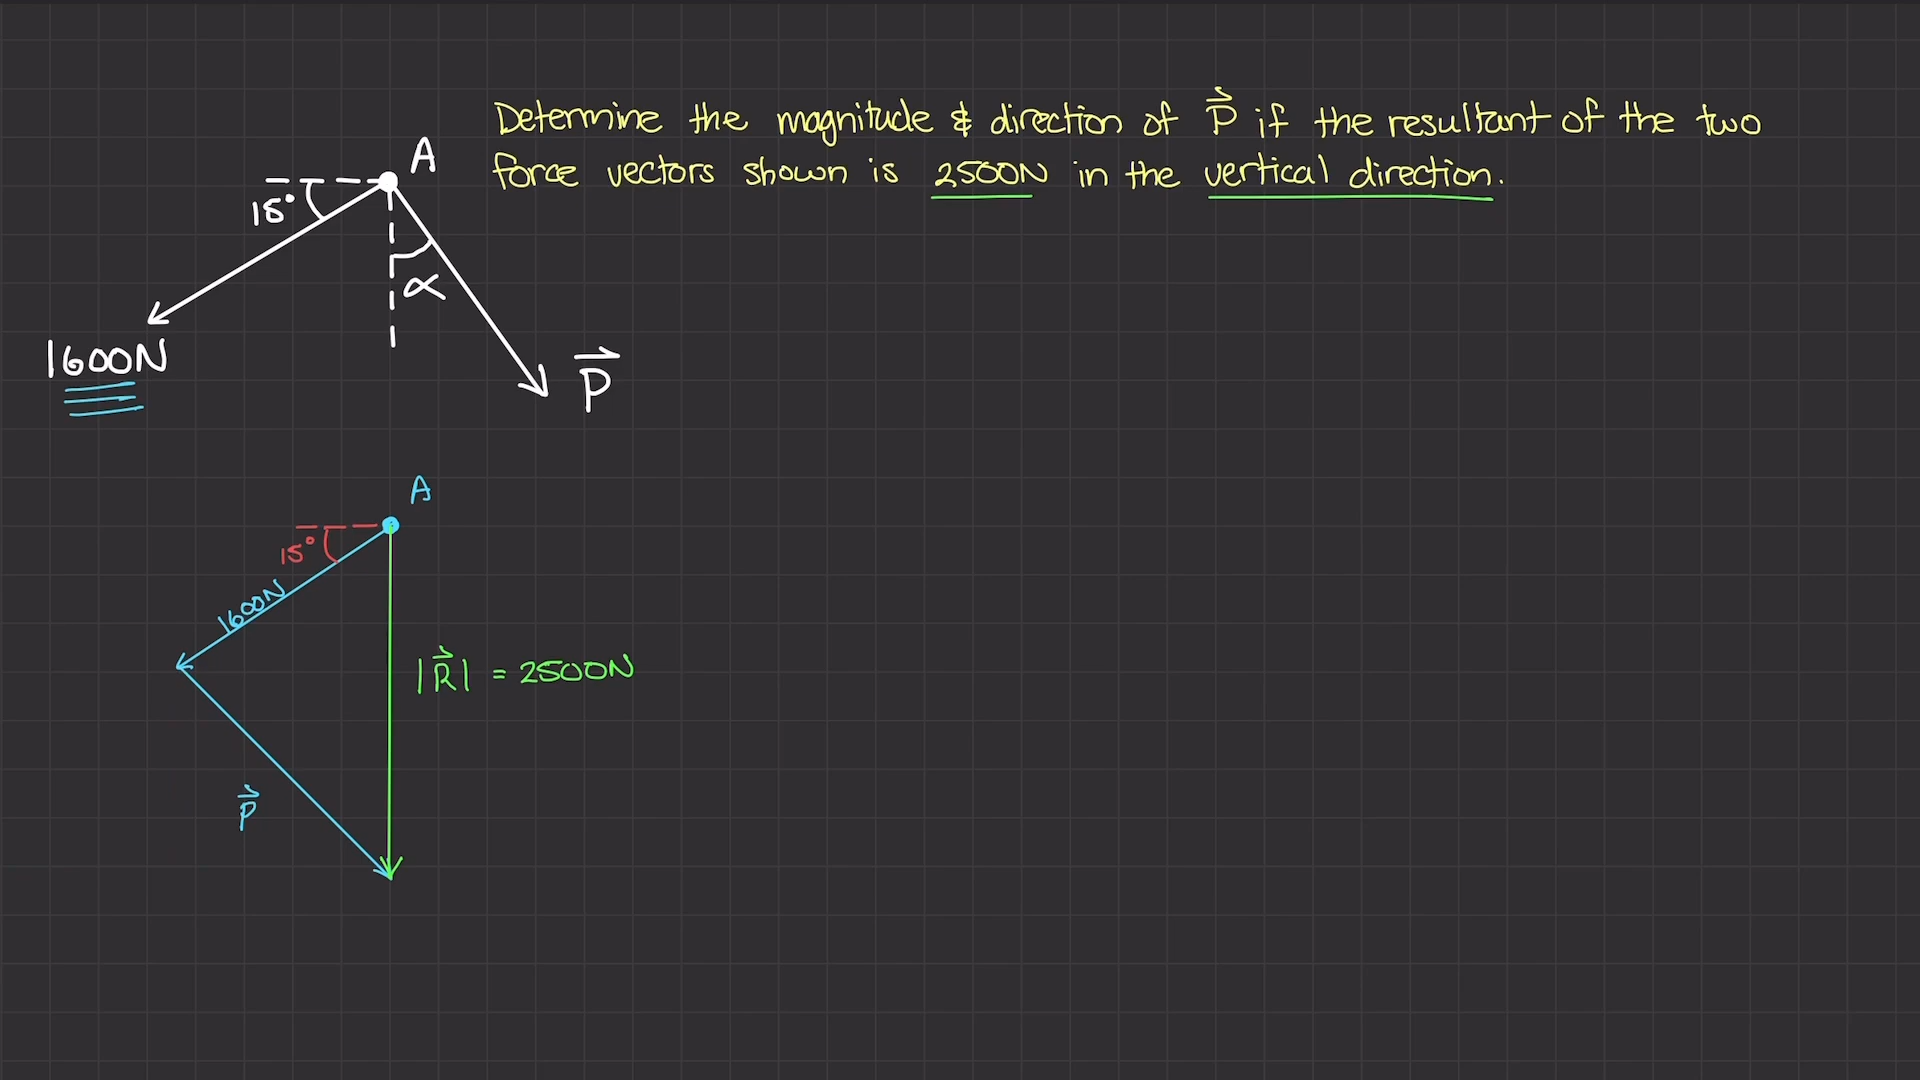 Determine the magnitude & direction of P⃗ if the resultant of the two
force vectors shown is 2500N in the vertical direction.
A
15°
α
1600N
P⃗
A
15°
1600N
|R⃗| = 2500N
P⃗